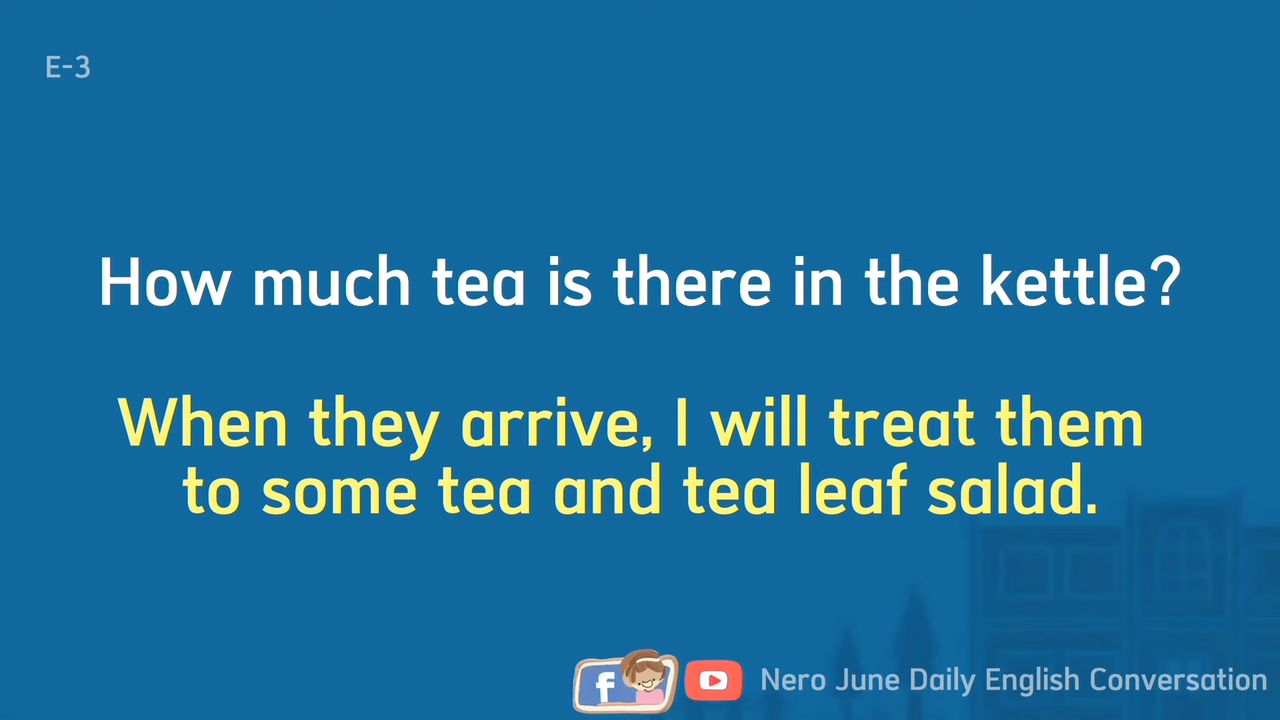 E-3
How much tea is there in the kettle?
When they arrive, I will treat them
to some tea and tea leaf salad.
f
Nero June Daily English Conversation